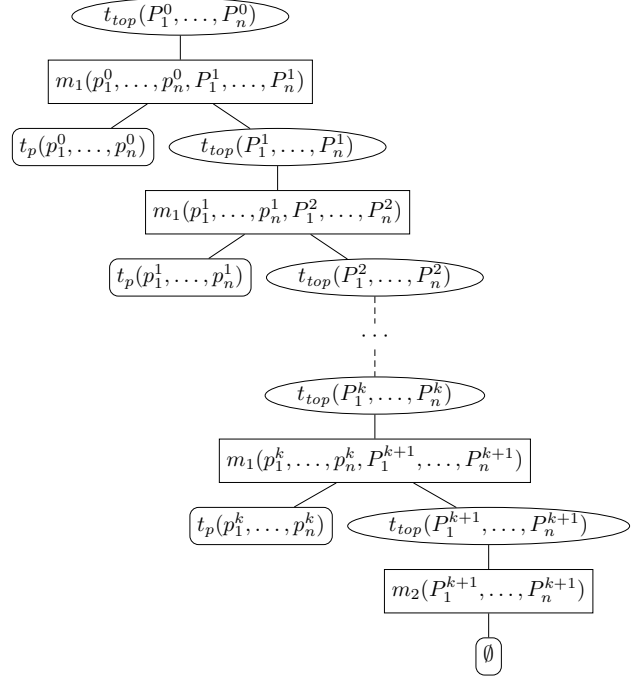 t_{top}(P_1^0, . . . , P_n^0)
m_1(p_1^0, . . . , p_n^0, P_1^1, . . . , P_n^1)
t_p(p_1^0, . . . , p_n^0) t_{top}(P_1^1, . . . , P_n^1)
m_1(p_1^1, . . . , p_n^1, P_1^2, . . . , P_n^2)
t_p(p_1^1, . . . , p_n^1) t_{top}(P_1^2, . . . , P_n^2)
. . .
t_{top}(P_1^k, . . . , P_n^k)
m_1(p_1^k, . . . , p_n^k, P_1^{k+1}, . . . , P_n^{k+1})
t_p(p_1^k, . . . , p_n^k) t_{top}(P_1^{k+1}, . . . , P_n^{k+1})
m_2(P_1^{k+1}, . . . , P_n^{k+1})
∅